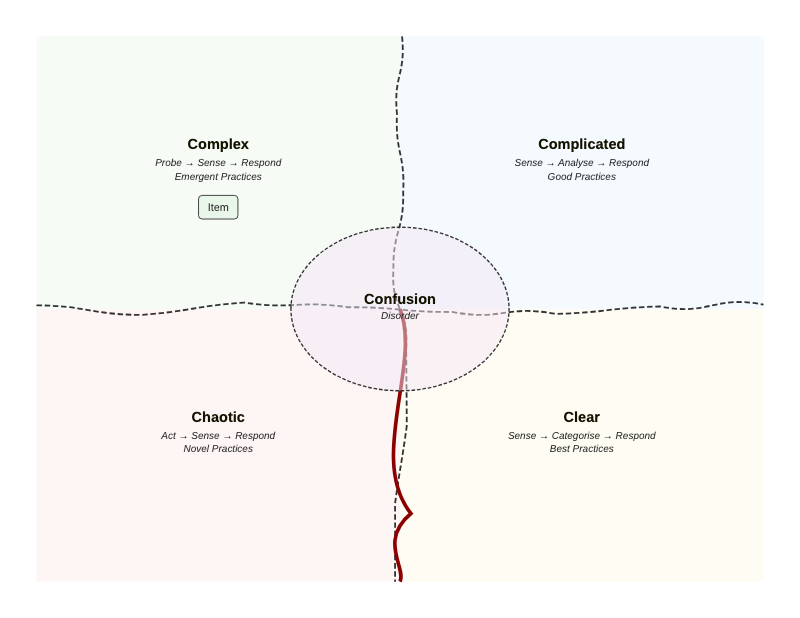 Complex
Probe → Sense → Respond
Emergent Practices
Item
Complicated
Sense → Analyse → Respond
Good Practices
Confusion
Disorder
Chaotic
Act → Sense → Respond
Novel Practices
Clear
Sense → Categorise → Respond
Best Practices